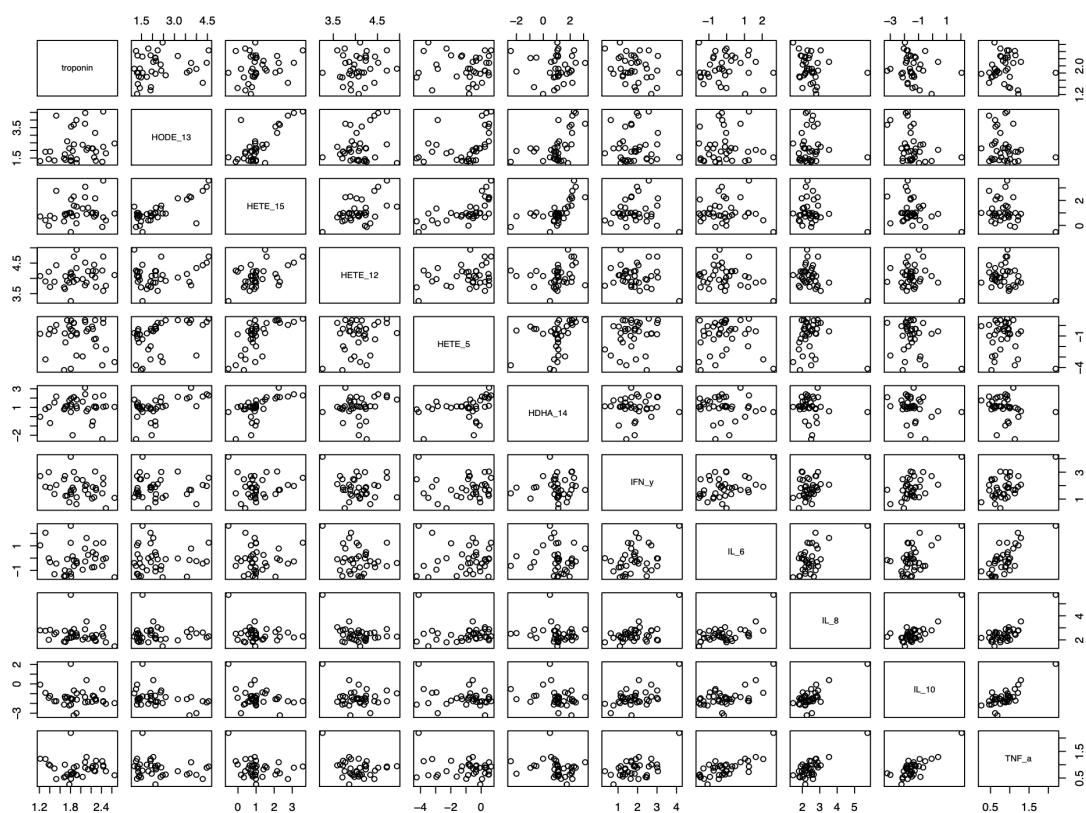 1.5 3.0 4.5 3.5 4.5 −2 0 2 −1 1 2 −3 −1 1
troponin 1.2 2.0
1.5 3.5 HODE_13
HETE_15 0 2
3.5 4.5 HETE_12
HETE_5 −4 −1
−2 1 3 HDHA_14
IFN_y 1 3
−1 1 IL_6
IL_8 2 4
−3 0 2 IL_10
TNF_a 0.5 1.5
1.2 1.8 2.4 0 1 2 3 −4 −2 0 1 2 3 4 2 3 4 5 0.5 1.5